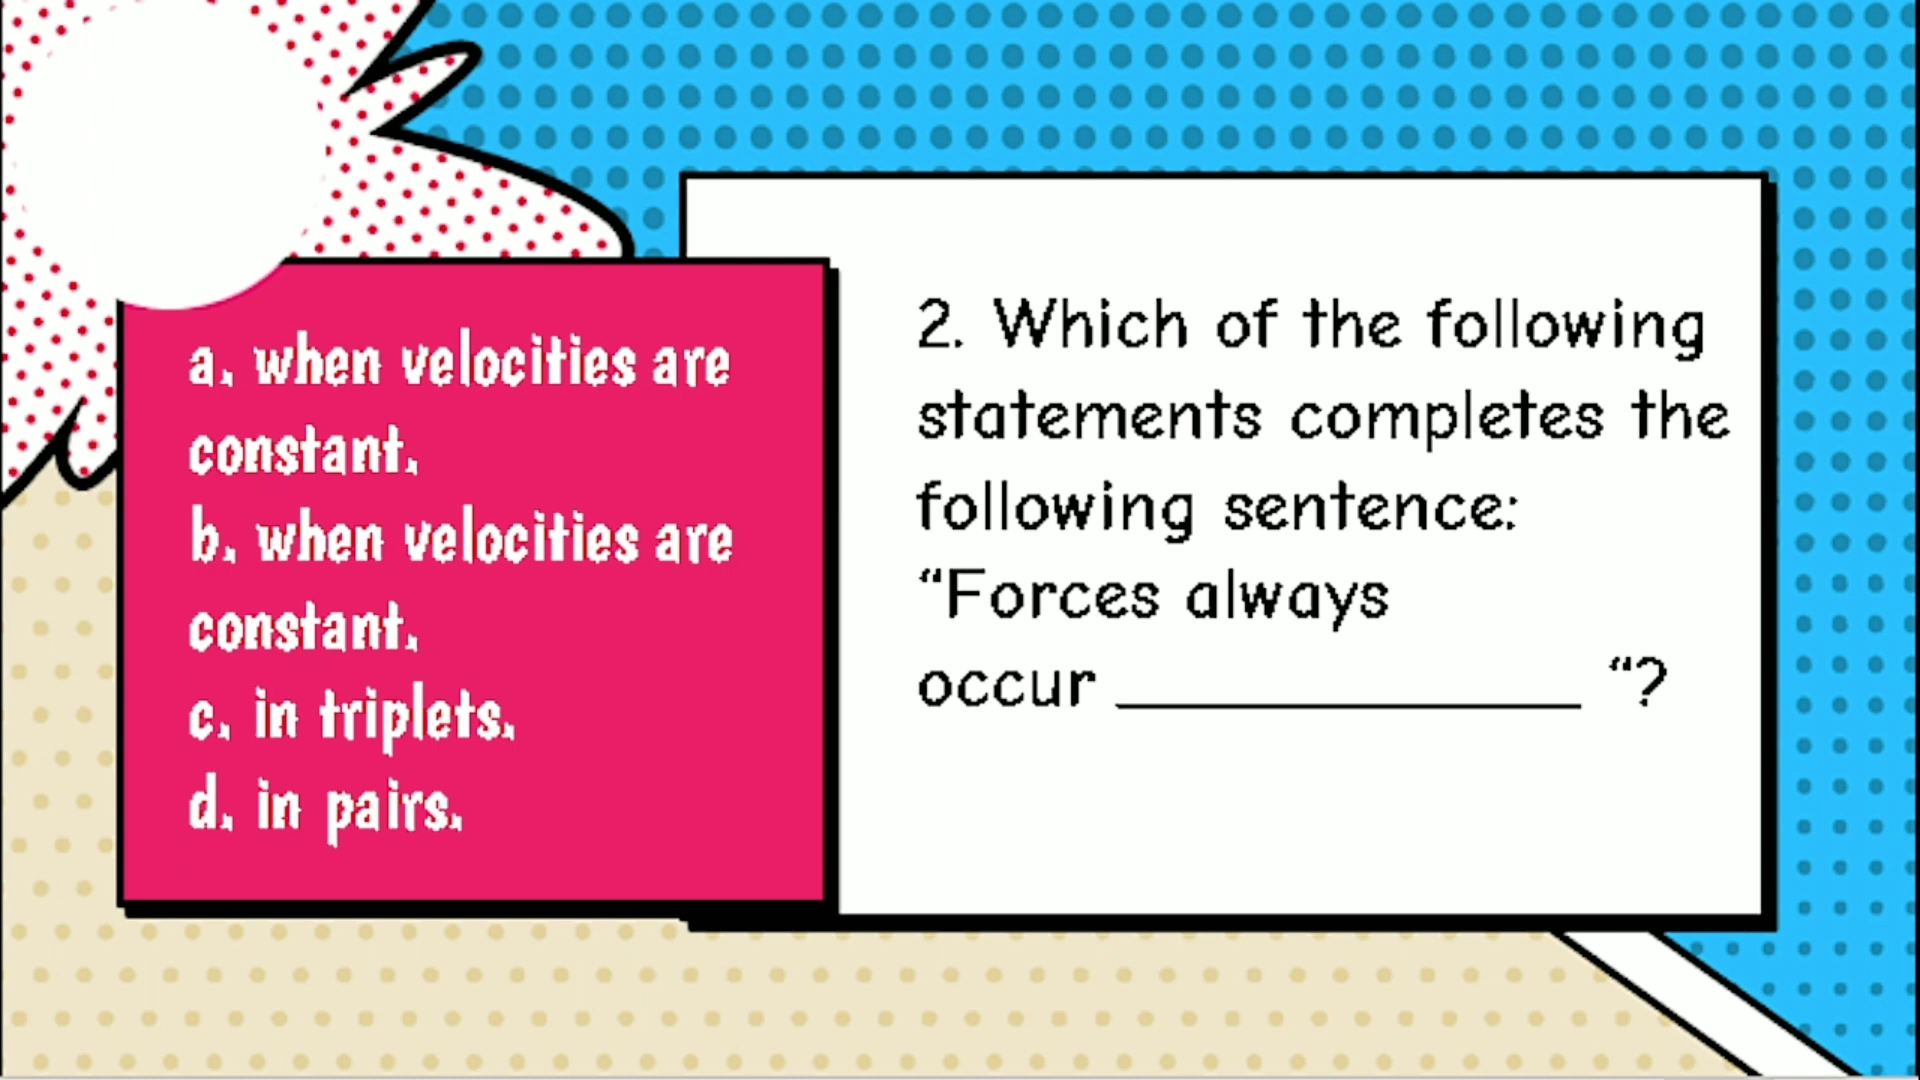 a. when velocities are
constant.
b. when velocities are
constant.
c. in triplets.
d. in pairs.
2. Which of the following
statements completes the
following sentence:
“Forces always
occur ______________ “?